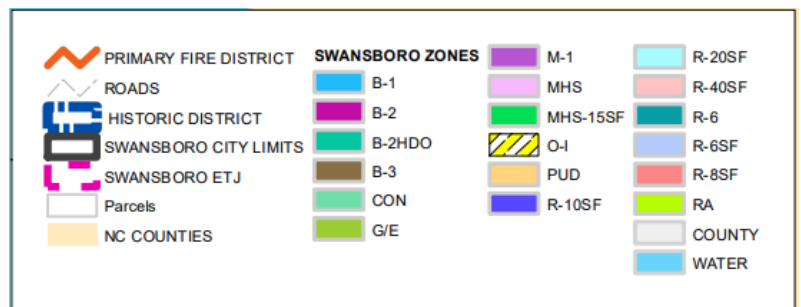 PRIMARY FIRE DISTRICT
ROADS
HISTORIC DISTRICT
SWANSBORO CITY LIMITS
SWANSBORO ETJ
Parcels
NC COUNTIES
SWANSBORO ZONES
B-1
B-2
B-2HDO
B-3
CON
G/E
M-1
MHS
MHS-15SF
O-I
PUD
R-10SF
R-20SF
R-40SF
R-6
R-6SF
R-8SF
RA
COUNTY
WATER